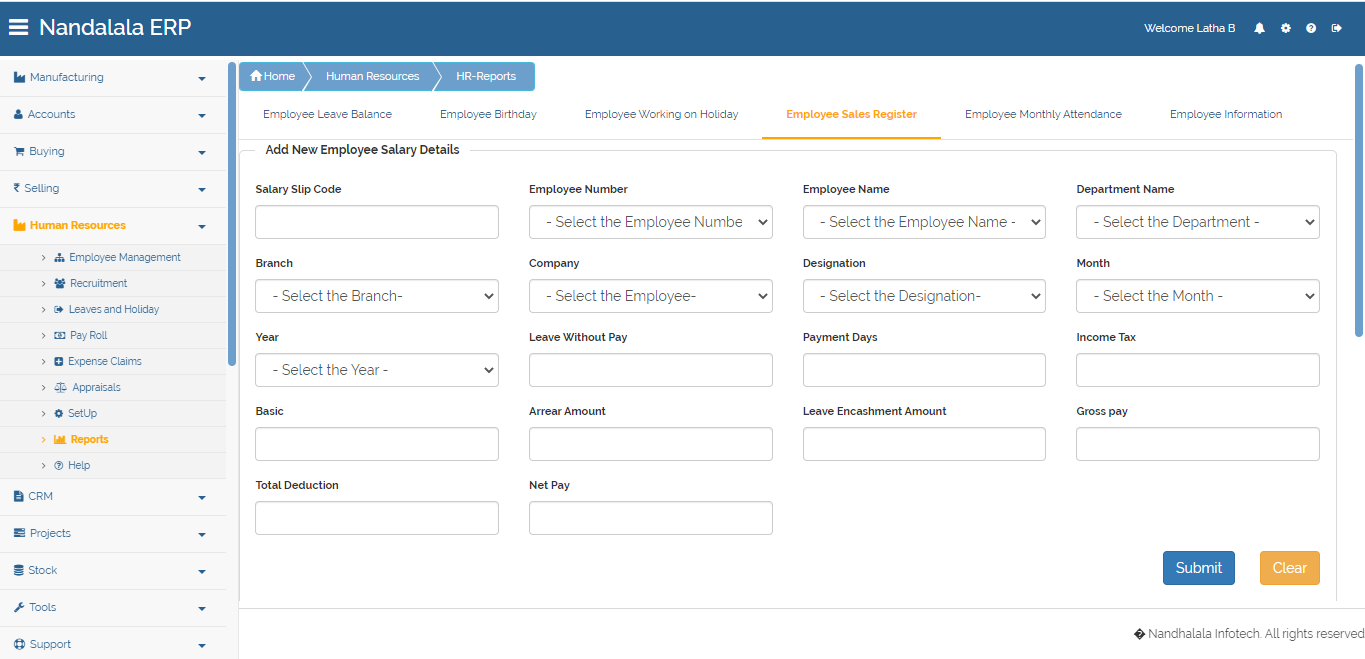 Nandalala ERP
Welcome Latha B
Manufacturing
Accounts
Buying
₹ Selling
Human Resources
Employee Management
Recruitment
Leaves and Holiday
Pay Roll
Expense Claims
Appraisals
SetUp
Reports
Help
CRM
Projects
Stock
Tools
Support
Home Human Resources HR-Reports
Employee Leave Balance Employee Birthday Employee Working on Holiday Employee Sales Register Employee Monthly Attendance Employee Information
Add New Employee Salary Details
Salary Slip Code Employee Number Employee Name Department Name
- Select the Employee Numbe - Select the Employee Name - - Select the Department -
Branch Company Designation Month
- Select the Branch- - Select the Employee- - Select the Designation- - Select the Month -
Year Leave Without Pay Payment Days Income Tax
- Select the Year -
Basic Arrear Amount Leave Encashment Amount Gross pay
Total Deduction Net Pay
Submit Clear
� Nandhalala Infotech. All rights reserved